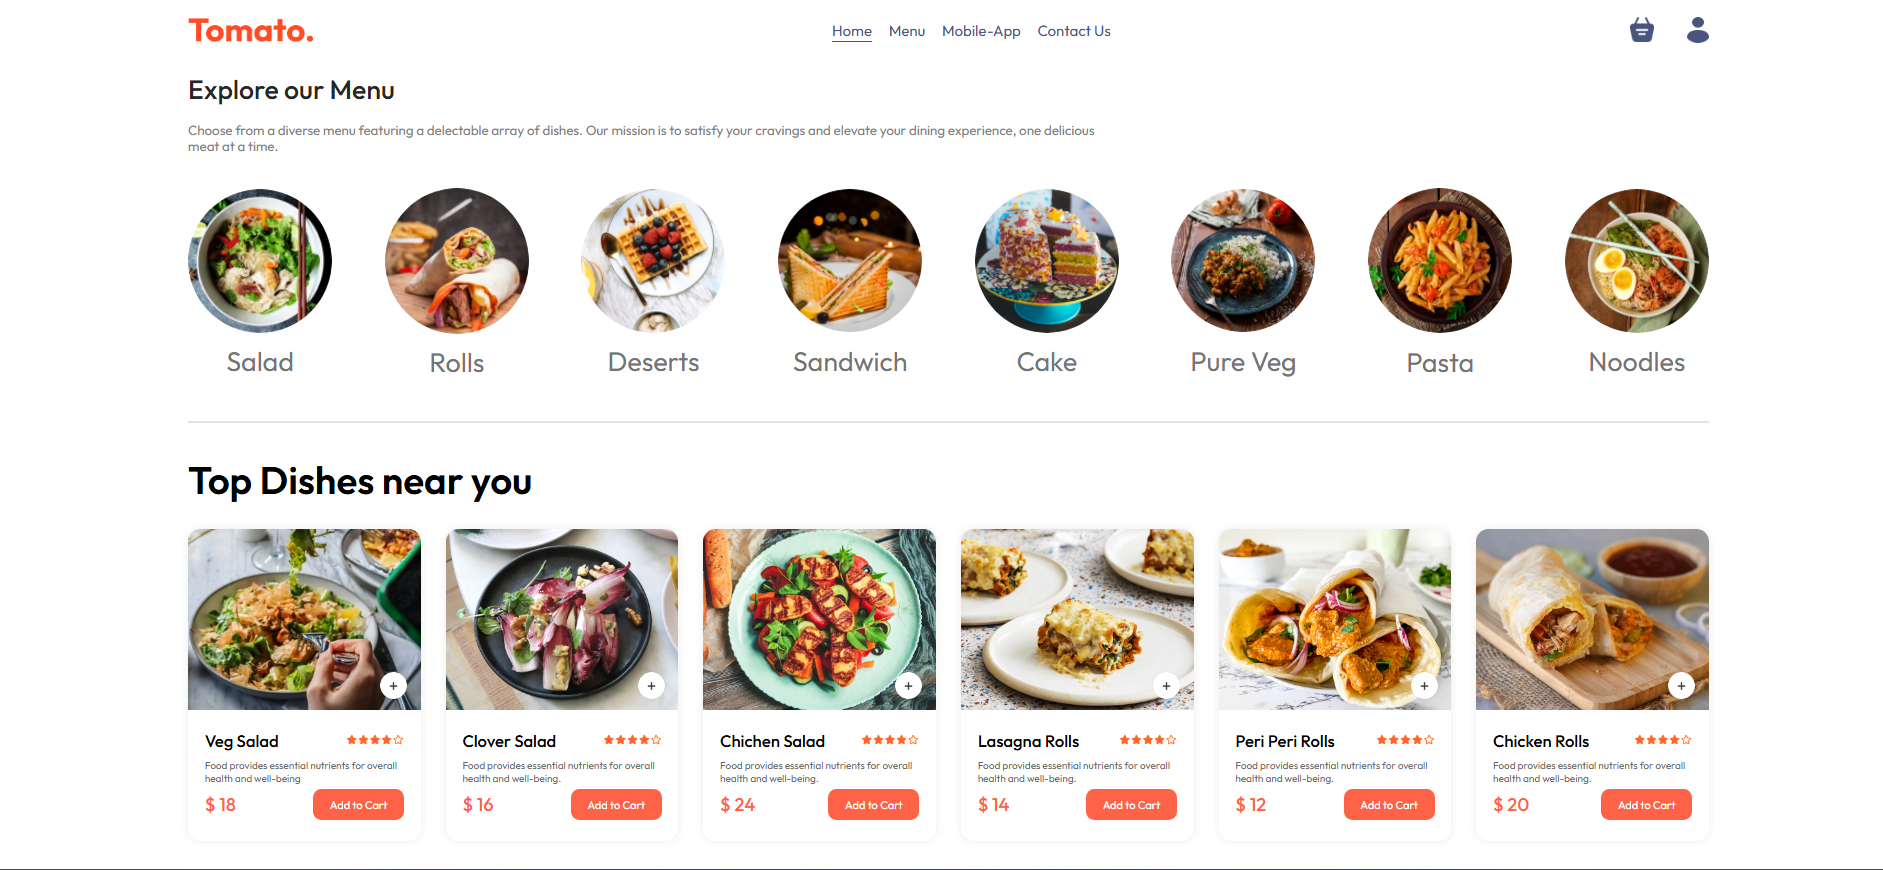 Tomato.
Home Menu Mobile-App Contact Us
Explore our Menu
Choose from a diverse menu featuring a delectable array of dishes. Our mission is to satisfy your cravings and elevate your dining experience, one delicious
meat at a time.
Salad Rolls Deserts Sandwich Cake Pure Veg Pasta Noodles
Top Dishes near you
+ + + + + +
Veg Salad
Food provides essential nutrients for overall
health and well-being
$ 18 Add to Cart
Clover Salad
Food provides essential nutrients for overall
health and well-being.
$ 16 Add to Cart
Chichen Salad
Food provides essential nutrients for overall
health and well-being.
$ 24 Add to Cart
Lasagna Rolls
Food provides essential nutrients for overall
health and well-being.
$ 14 Add to Cart
Peri Peri Rolls
Food provides essential nutrients for overall
health and well-being.
$ 12 Add to Cart
Chicken Rolls
Food provides essential nutrients for overall
health and well-being.
$ 20 Add to Cart